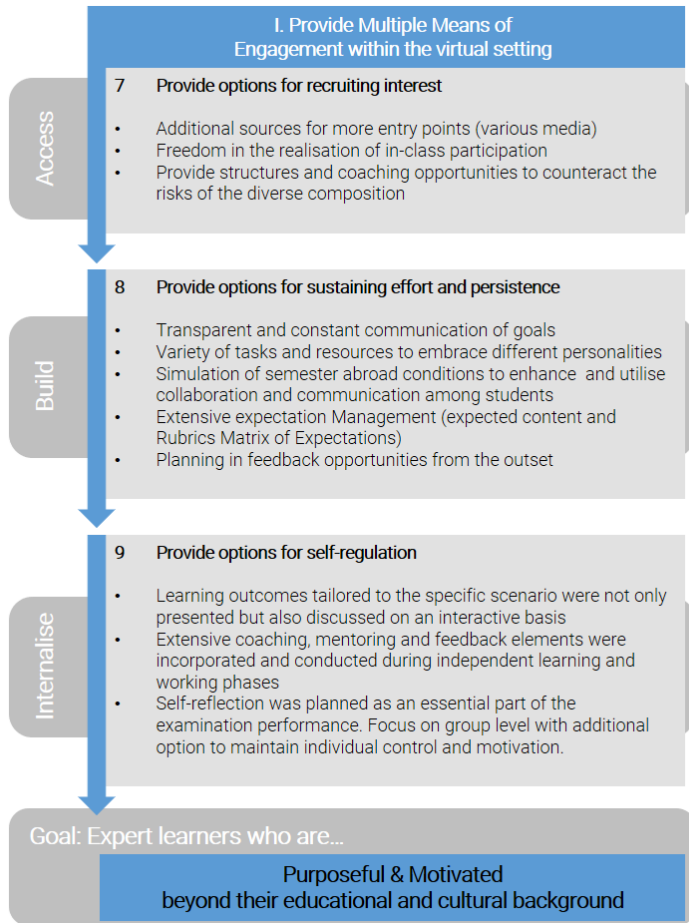 I. Provide Multiple Means of
Engagement within the virtual setting
Access
7 Provide options for recruiting interest
• Additional sources for more entry points (various media)
• Freedom in the realisation of in-class participation
• Provide structures and coaching opportunities to counteract the
risks of the diverse composition
Build
8 Provide options for sustaining effort and persistence
• Transparent and constant communication of goals
• Variety of tasks and resources to embrace different personalities
• Simulation of semester abroad conditions to enhance and utilise
collaboration and communication among students
• Extensive expectation Management (expected content and
Rubrics Matrix of Expectations)
• Planning in feedback opportunities from the outset
Internalise
9 Provide options for self-regulation
• Learning outcomes tailored to the specific scenario were not only
presented but also discussed on an interactive basis
• Extensive coaching, mentoring and feedback elements were
incorporated and conducted during independent learning and
working phases
• Self-reflection was planned as an essential part of the
examination performance. Focus on group level with additional
option to maintain individual control and motivation.
Goal: Expert learners who are...
Purposeful & Motivated
beyond their educational and cultural background